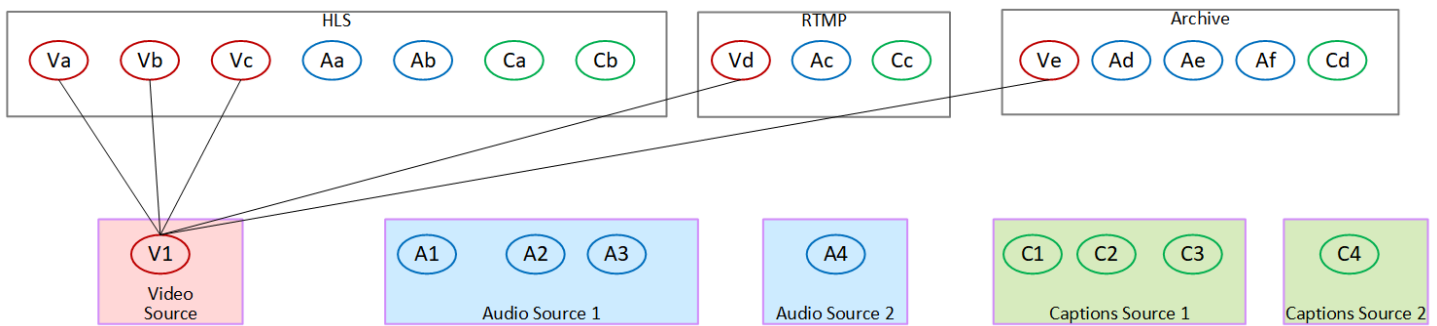 HLS
RTMP
Archive
Va Vb Vc Aa Ab Ca Cb
Vd Ac Cc
Ve Ad Ae Af Cd
V1
A1 A2 A3
A4
C1 C2 C3
C4
Video
Source
Audio Source 1
Audio Source 2
Captions Source 1
Captions Source 2